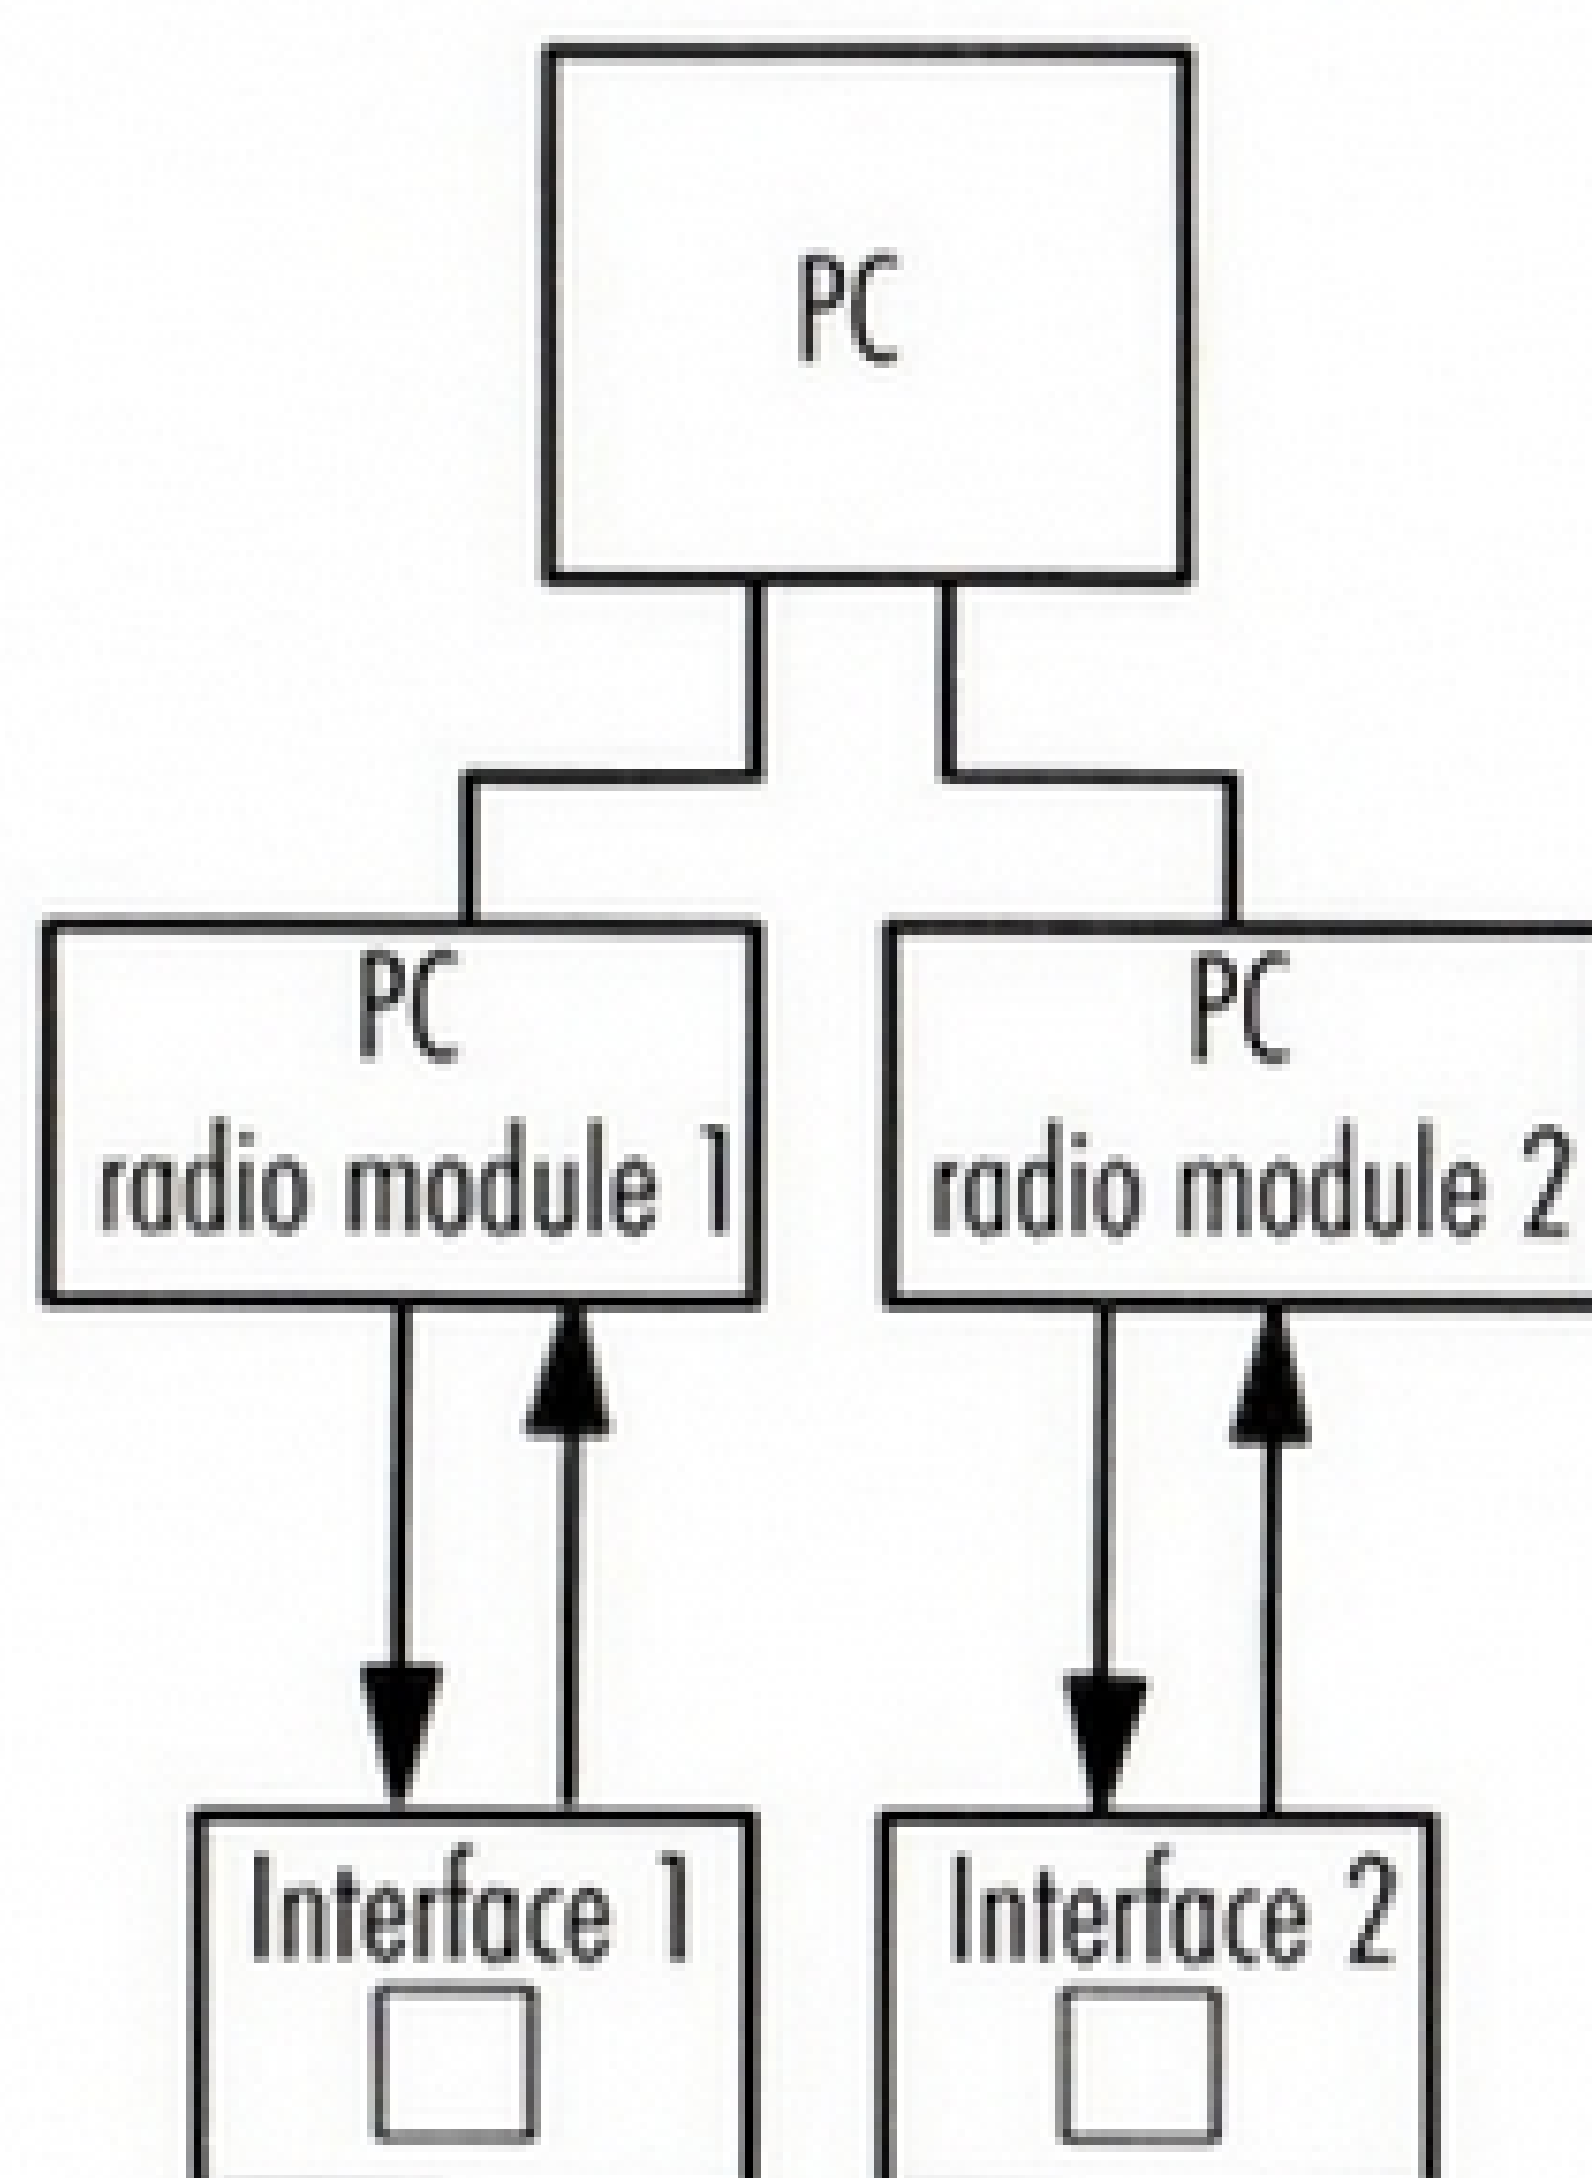 PC
PC
radio module 1
PC
radio module 2
Interface 1
Interface 2